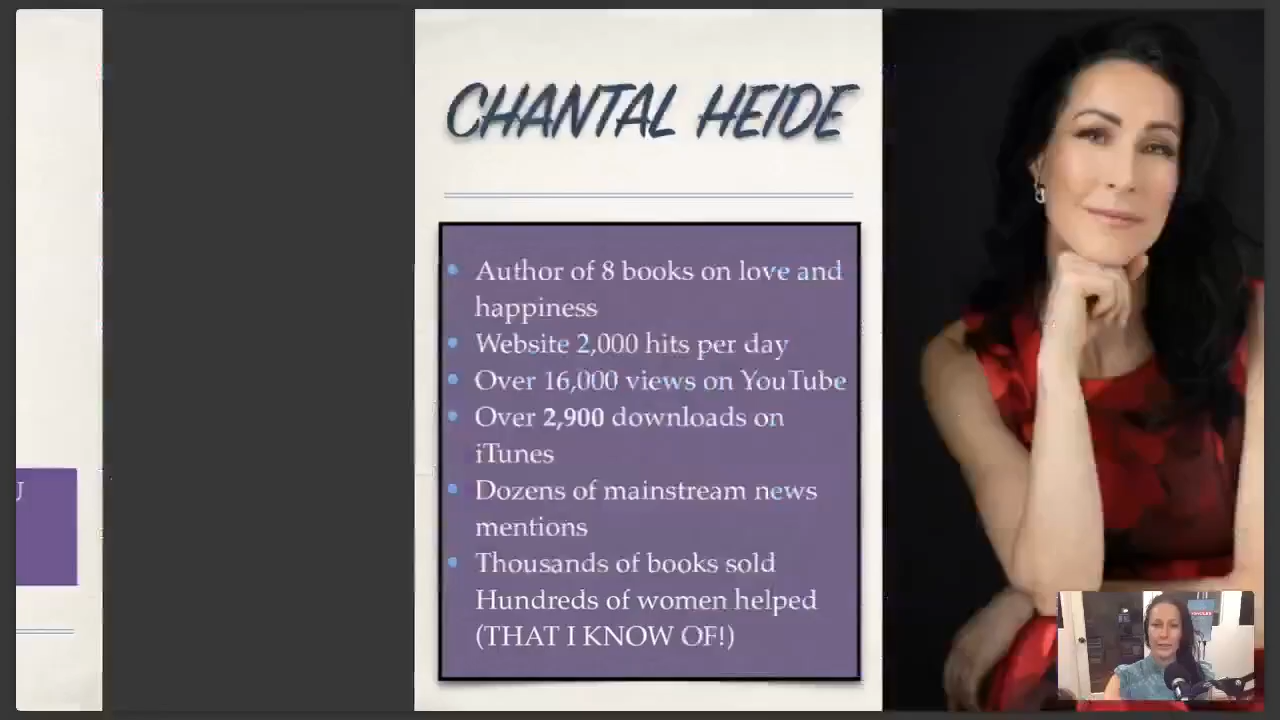 CHANTAL HEIDE
Author of 8 books on love and
happiness
Website 2,000 hits per day
Over 16,000 views on YouTube
Over 2,900 downloads on
iTunes
Dozens of mainstream news
mentions
Thousands of books sold
Hundreds of women helped
(THAT I KNOW OF!)